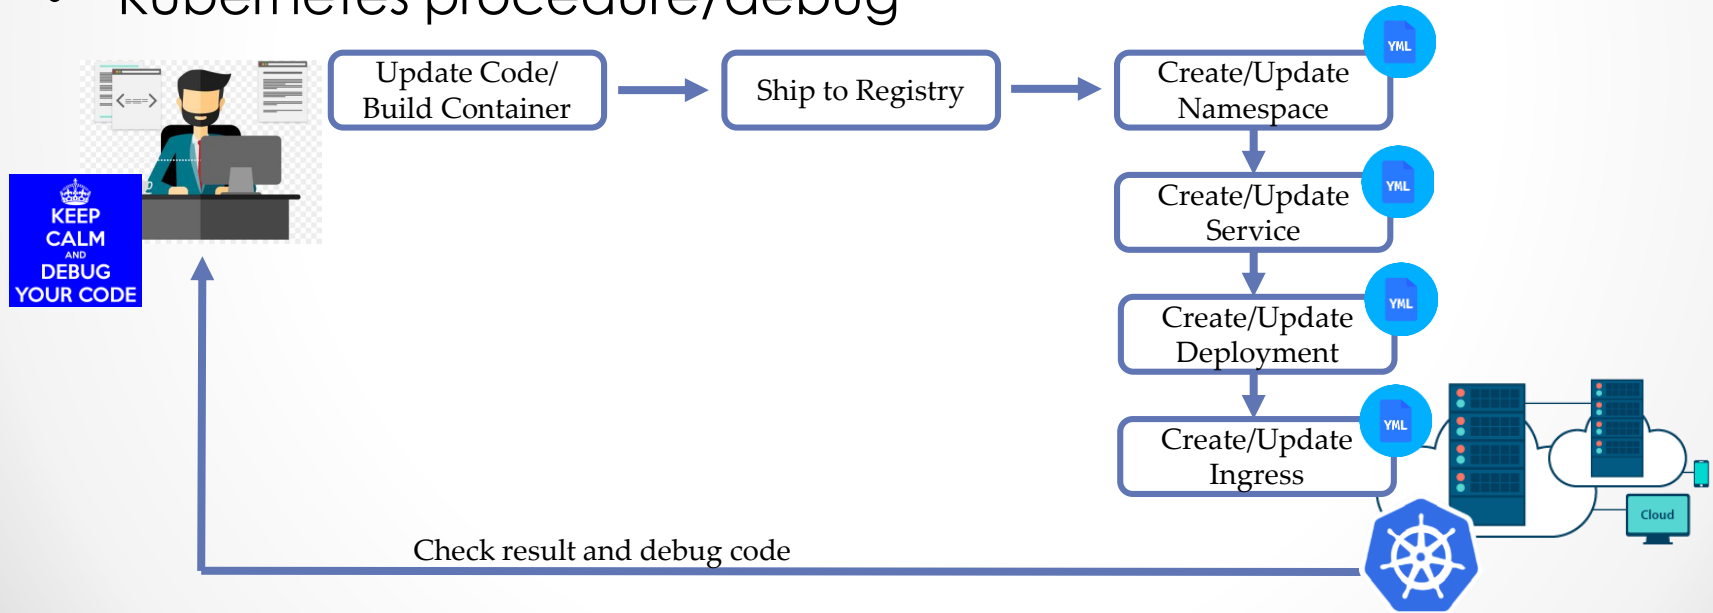 • Kubernetes procedure/debug
Update Code/
Build Container
Ship to Registry
Create/Update
Namespace
YML
Create/Update
Service
YML
Create/Update
Deployment
YML
Create/Update
Ingress
YML
KEEP
CALM
AND
DEBUG
YOUR CODE
Cloud
Check result and debug code